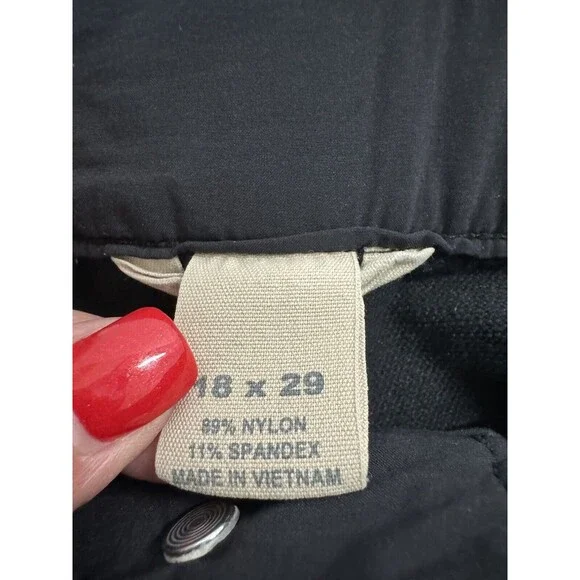 18 x 29
89% NYLON
11% SPANDEX
MADE IN VIETNAM